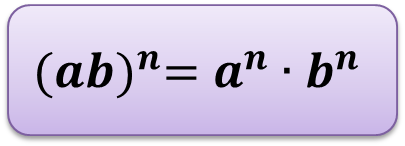 (ab)ⁿ= aⁿ · bⁿ